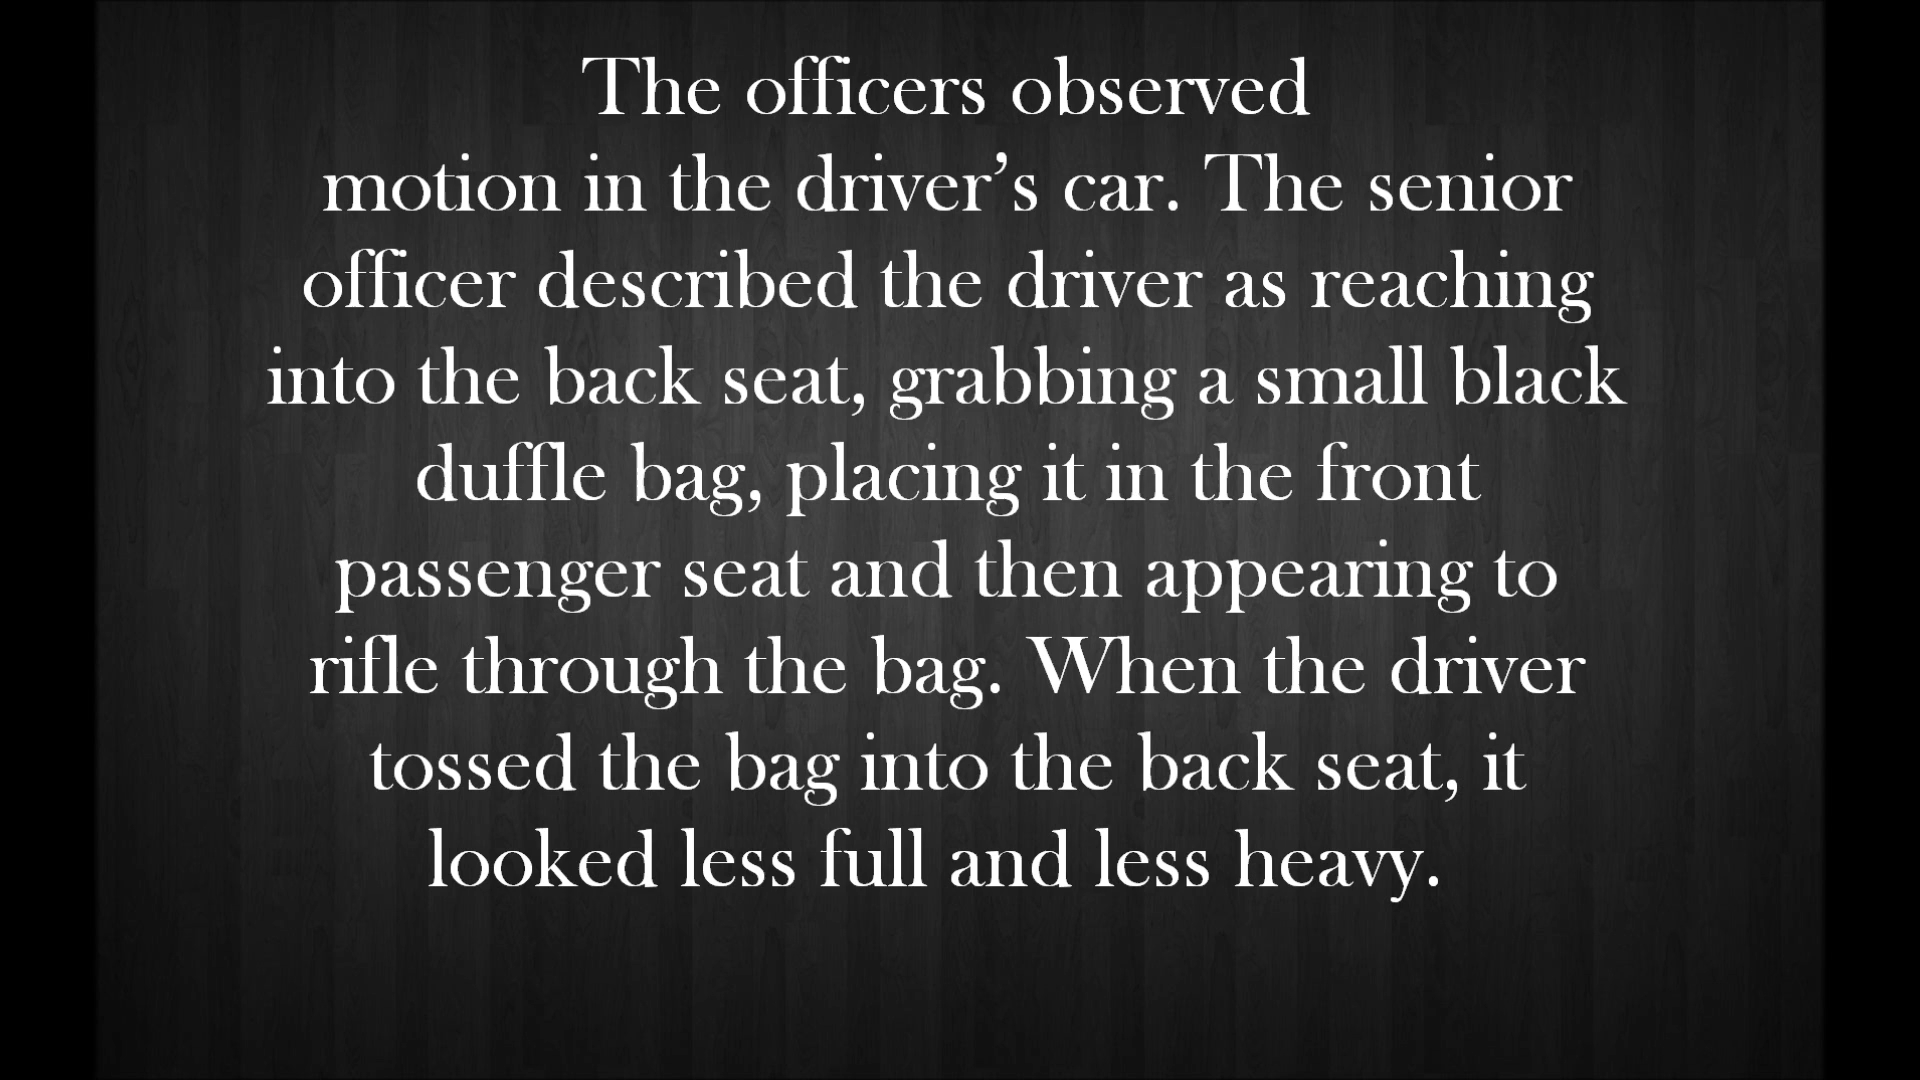 The officers observed
motion in the driver’s car. The senior
officer described the driver as reaching
into the back seat, grabbing a small black
duffle bag, placing it in the front
passenger seat and then appearing to
rifle through the bag. When the driver
tossed the bag into the back seat, it
looked less full and less heavy.